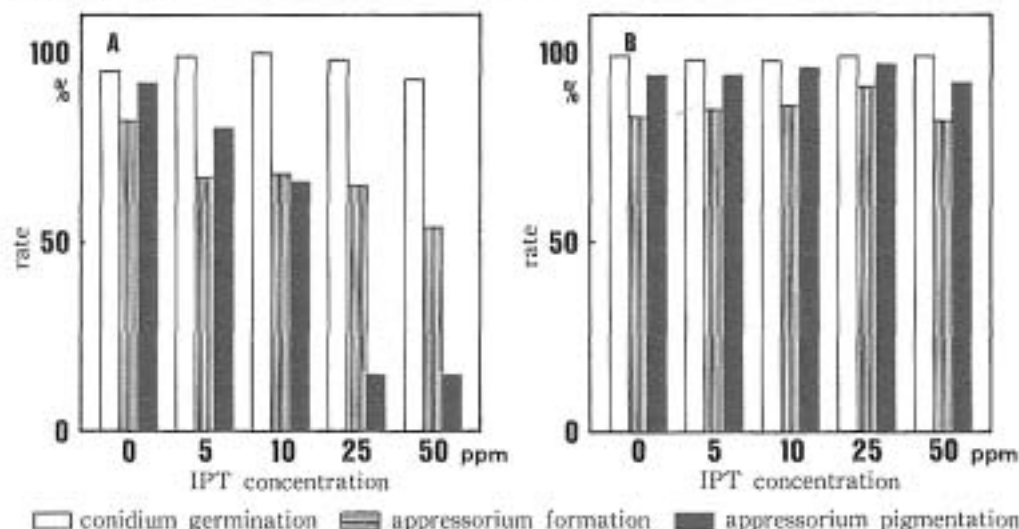 A
B
100
%
50
0
rate
0 5 10 25 50 ppm
IPT concentration
100
%
50
0
rate
0 5 10 25 50 ppm
IPT concentration
conidium germination appressorium formation appressorium pigmentation